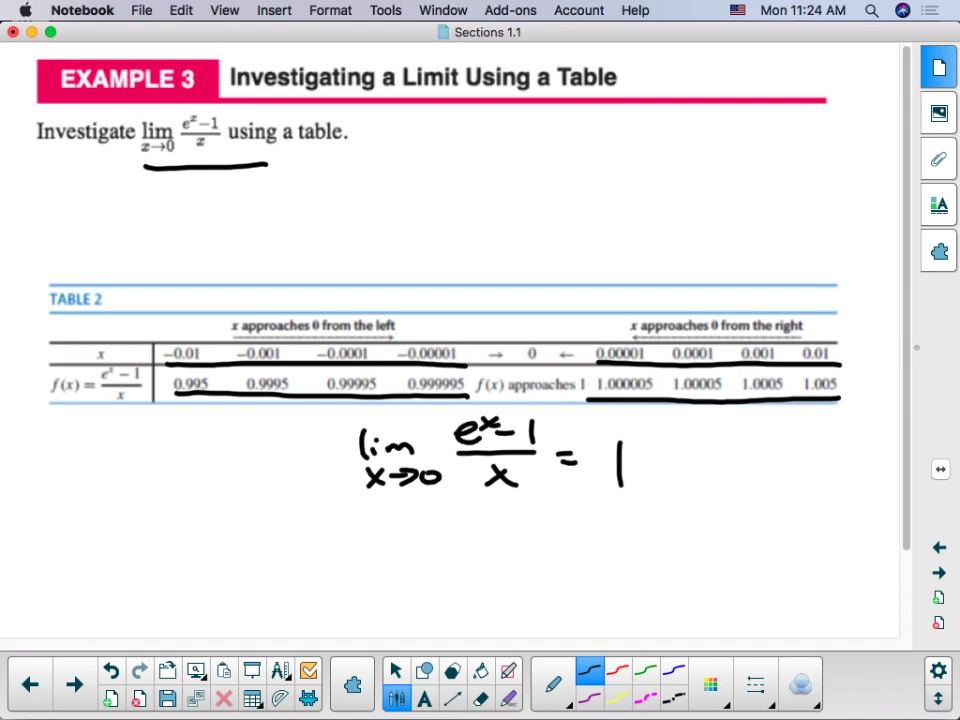 Notebook File Edit View Insert Format Tools Window Add-ons Account Help Mon 11:24 AM
Sections 1.1
EXAMPLE 3 Investigating a Limit Using a Table
Investigate lim x→0 e^x−1/x using a table.
TABLE 2
x approaches 0 from the left x approaches 0 from the right
x −0.01 −0.001 −0.0001 −0.00001 → 0 ← 0.00001 0.0001 0.001 0.01
f(x) = e^x − 1/x 0.995 0.9995 0.99995 0.999995 f(x) approaches 1 1.000005 1.00005 1.0005 1.005
lim x→0 e^x−1/x = 1